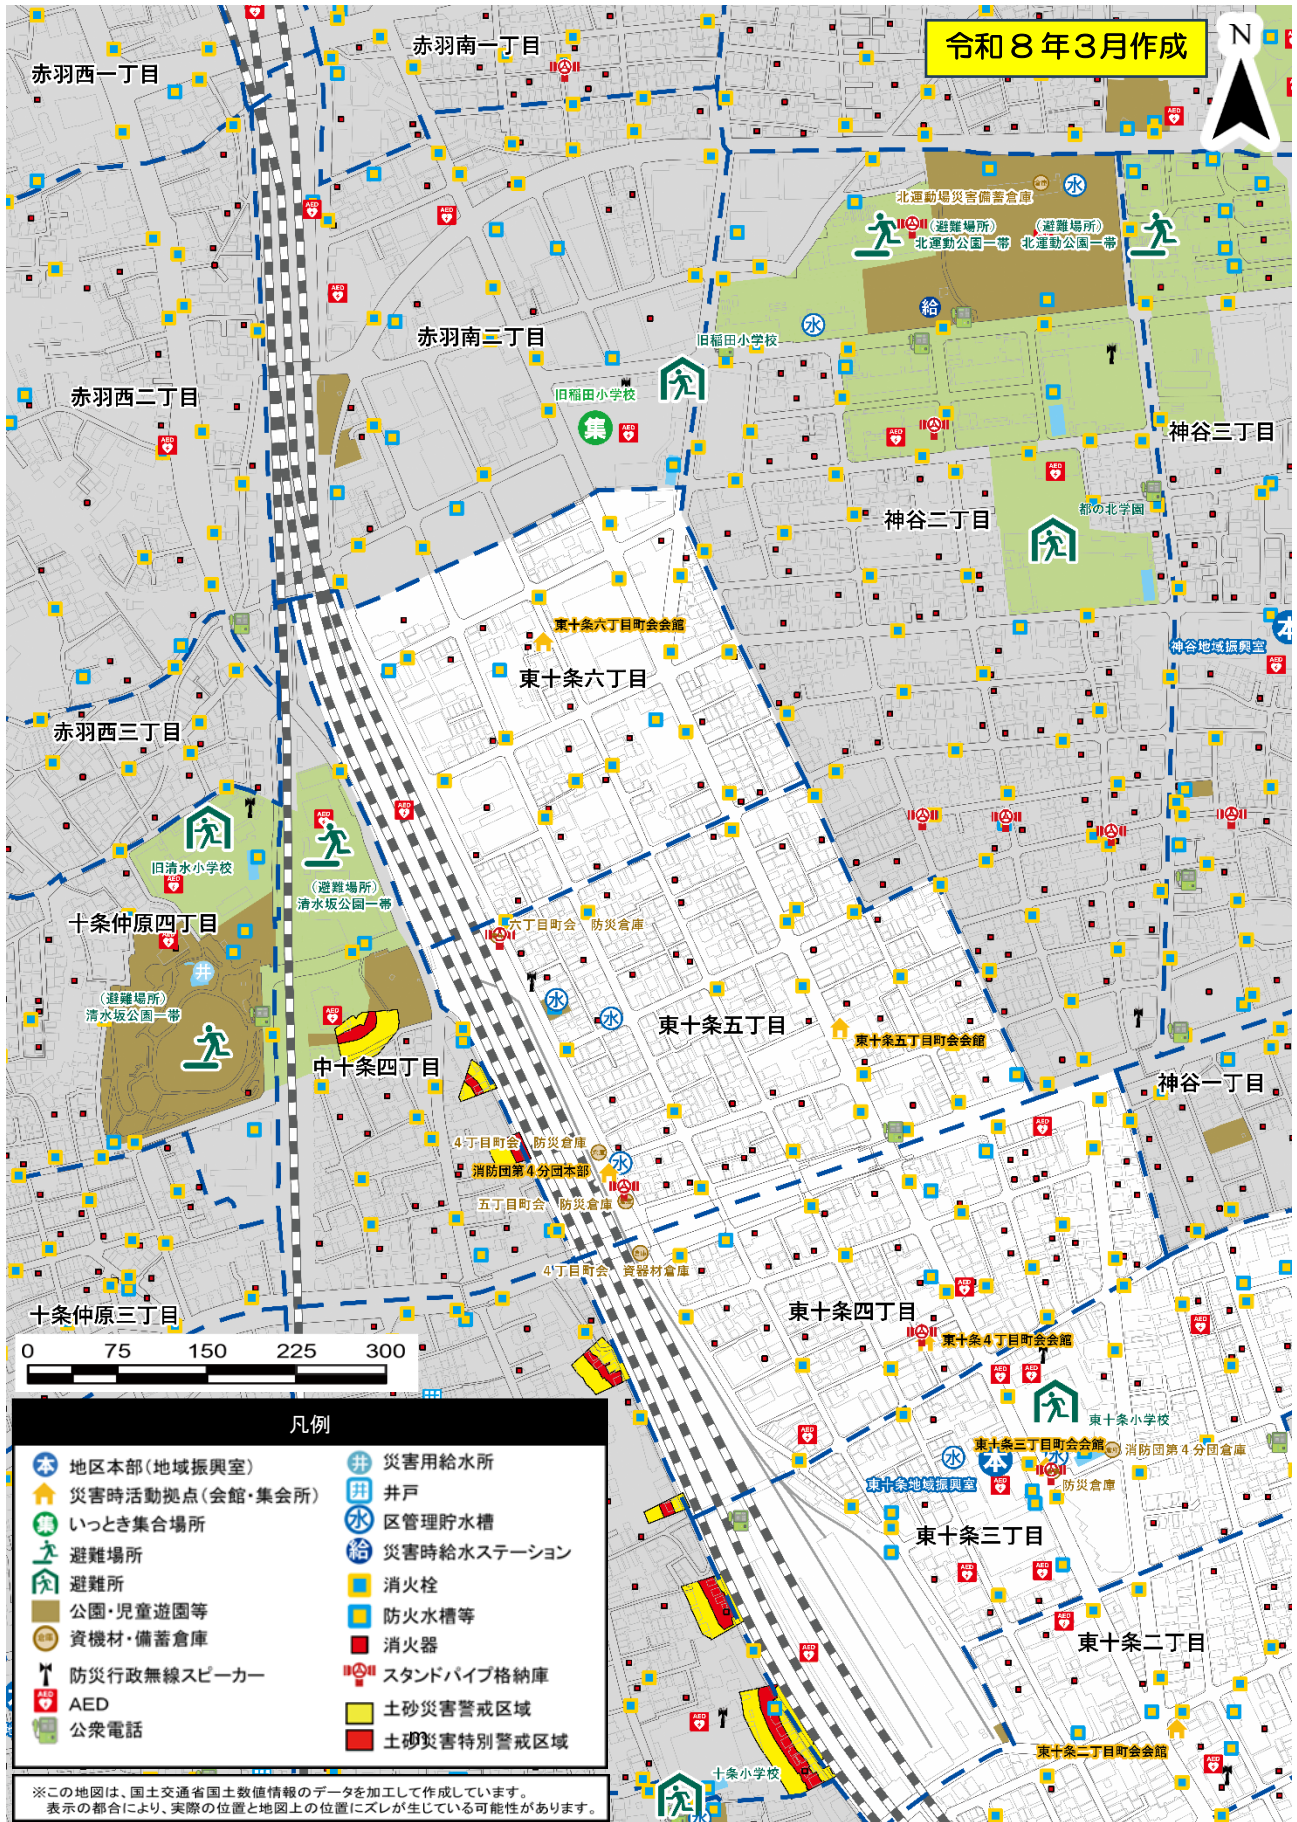 令和８年３月作成
N
赤羽南一丁目
赤羽西一丁目
北運動場災害備蓄倉庫
水
（避難場所）
北運動公園一帯
（避難場所）
北運動公園一帯
給
水
赤羽南二丁目
旧稲田小学校
旧稲田小学校
集
赤羽西二丁目
神谷三丁目
都の北学園
神谷二丁目
本
神谷地域振興室
東十条六丁目町会会館
東十条六丁目
赤羽西三丁目
旧清水小学校
（避難場所）
清水坂公園一帯
十条仲原四丁目
六丁目町会　防災倉庫
井
（避難場所）
清水坂公園一帯
水
水
東十条五丁目
東十条五丁目町会会館
中十条四丁目
神谷一丁目
４丁目町会　防災倉庫
水
消防団第４分団本部
五丁目町会　防災倉庫
４丁目町会　資器材倉庫
東十条四丁目
東十条４丁目町会会館
十条仲原三丁目
0 75 150 225 300
m
東十条小学校
東十条三丁目町会会館
消防団第４分団倉庫
水
本
水
東十条地域振興室
防災倉庫
東十条三丁目
東十条二丁目
東十条二丁目町会会館
十条小学校
水
凡例
本 地区本部（地域振興室）
災害時活動拠点（会館・集会所）
集 いっとき集合場所
避難場所
避難所
公園・児童遊園等
倉庫 資機材・備蓄倉庫
防災行政無線スピーカー
AED AED
公衆電話
井 災害用給水所
井 井戸
水 区管理貯水槽
給 災害時給水ステーション
消火栓
防火水槽等
消火器
スタンドパイプ格納庫
土砂災害警戒区域
土砂災害特別警戒区域
※この地図は、国土交通省国土数値情報のデータを加工して作成しています。
表示の都合により、実際の位置と地図上の位置にズレが生じている可能性があります。